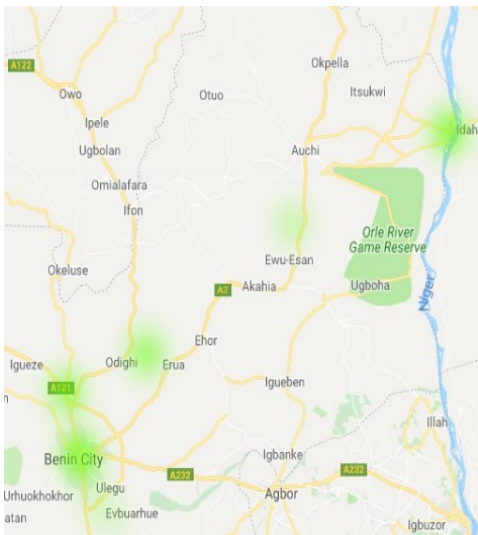 Okpella
A122
Itsukwi
Owo
Otuo
Ipele
Idah
Ugbolan
Auchi
Omialafara
Ifon
Orle River
Game Reserve
Ewu-Esan
Okeluse
A2
Akahia
Ugboha
Niger
Ehor
Igueze
Odighi
Erua
A121
Igueben
n
Illah
Benin City
Igbanke
A232
A232
Urhuokhokhor
Ulegu
Agbor
Evbuarhue
atan
Igbuzor